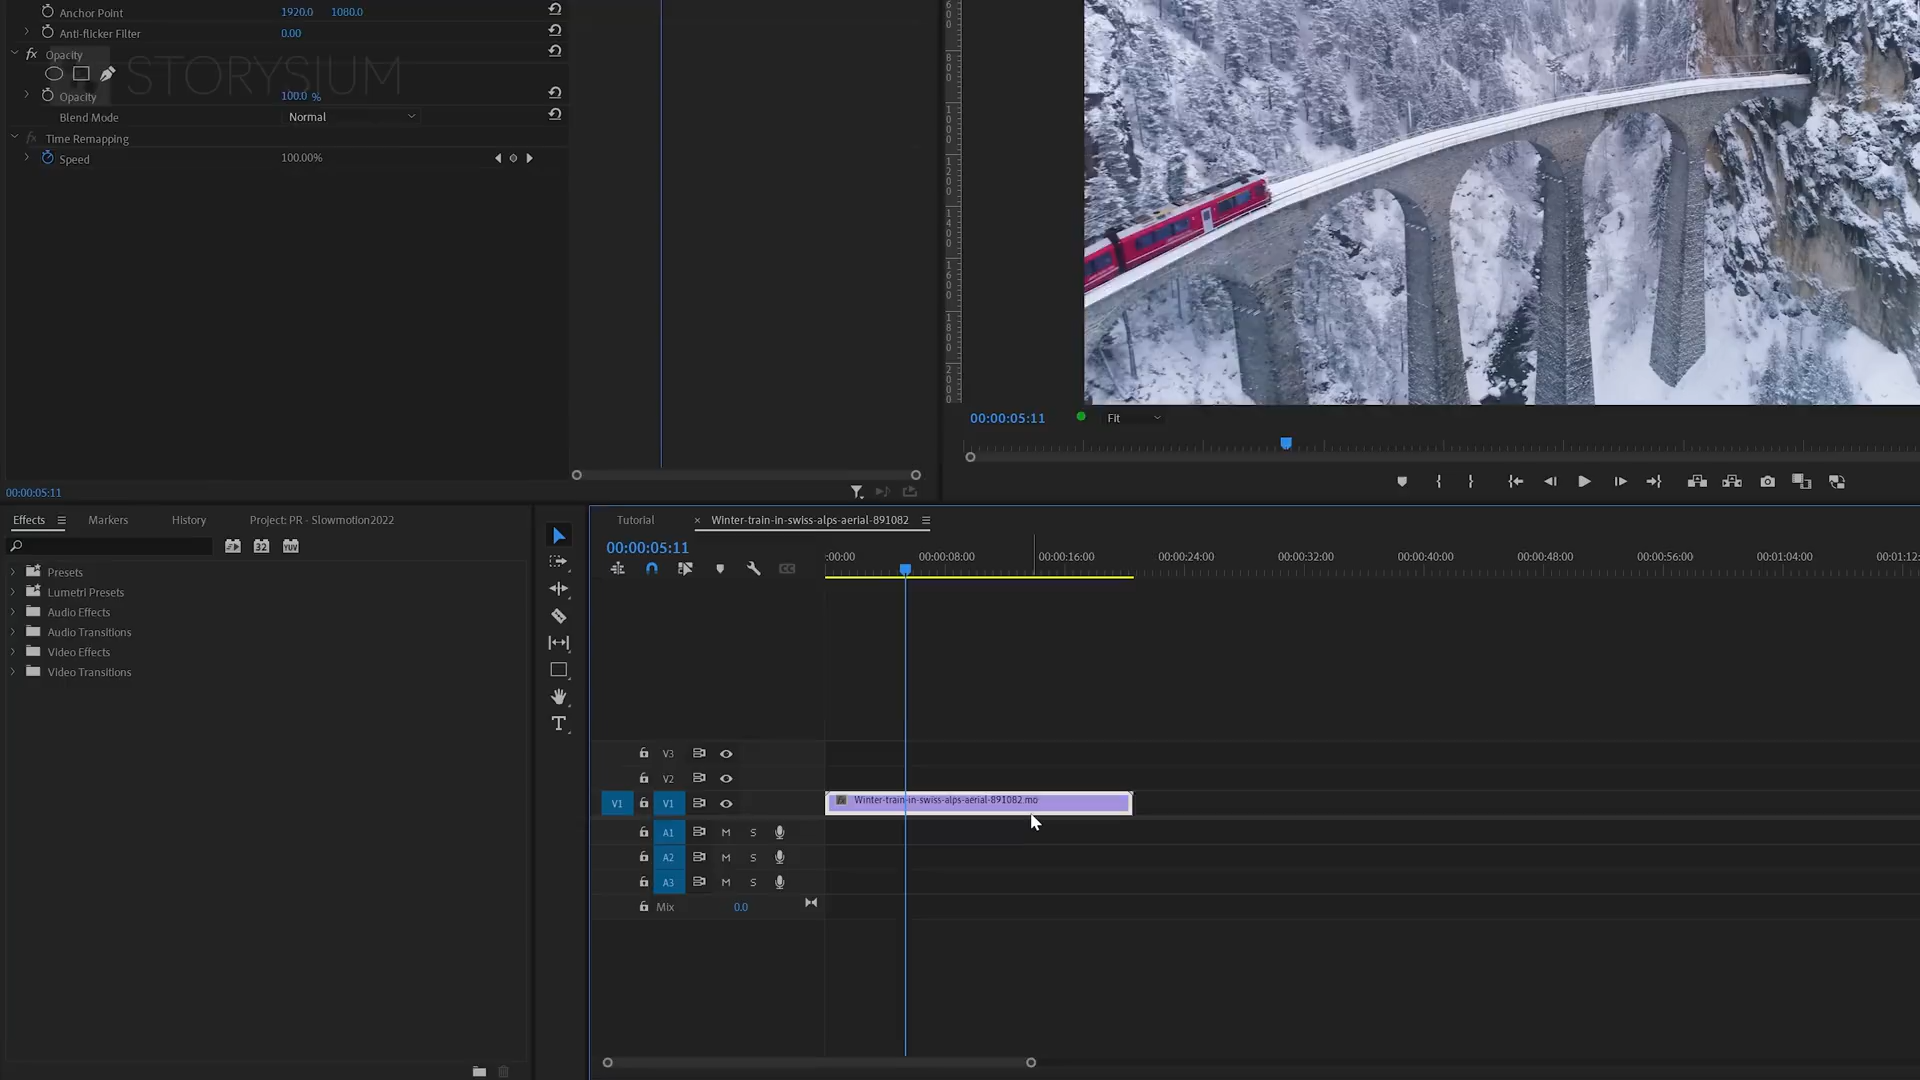 Anchor Point 1920.0 1080.0
Anti-flicker Filter 0.00
fx Opacity
STORYSIUM
Opacity 100.0 %
Blend Mode Normal
fx Time Remapping
Speed 100.00%
00:00:05:11 Fit
00:00:05:11
Effects Markers History Project: PR - Slowmotion2022
Tutorial × Winter-train-in-swiss-alps-aerial-891082
00:00:05:11
32 YUV
:00:00 00:00:08:00 00:00:16:00 00:00:24:00 00:00:32:00 00:00:40:00 00:00:48:00 00:00:56:00 00:01:04:00 00:01:12:
CC
Presets
Lumetri Presets
Audio Effects
Audio Transitions
Video Effects
Video Transitions
T
V3
V2
V1 V1 fx Winter-train-in-swiss-alps-aerial-891082.mo
A1 M S
A2 M S
A3 M S
Mix 0.0